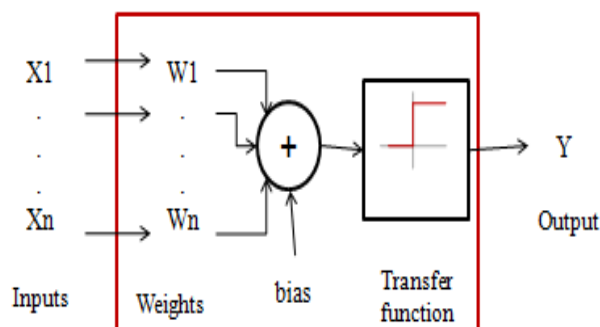 X1
.
.
.
Xn
Inputs
W1
.
.
.
Wn
Weights
+
bias
Transfer
function
Y
Output